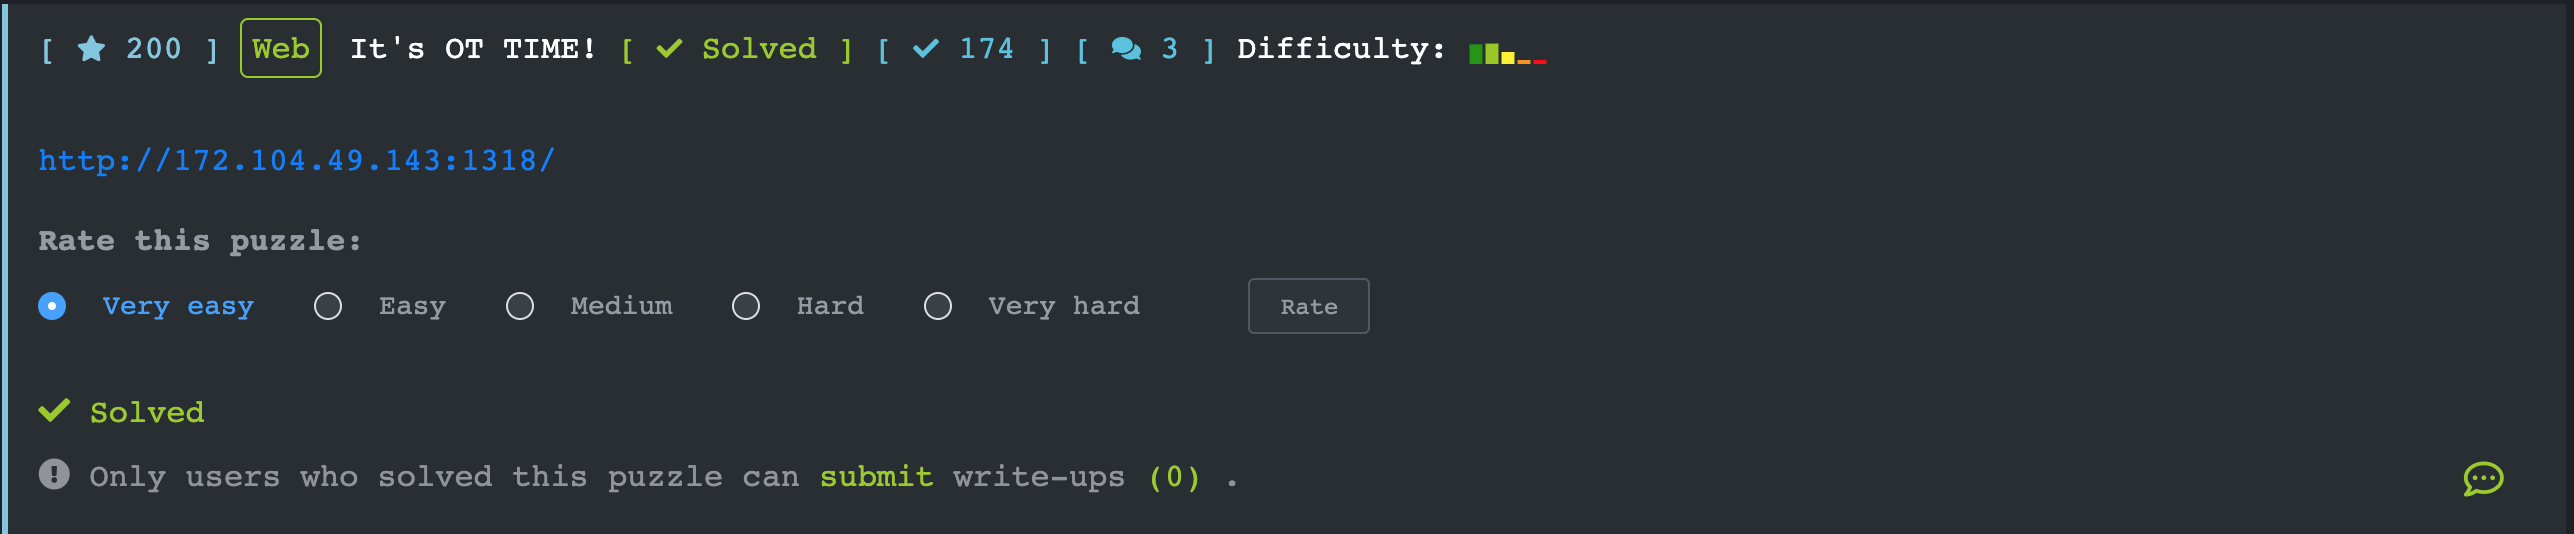 [ ★ 200 ] Web It's OT TIME! [ ✔ Solved ] [ ✔ 174 ] [ 3 ] Difficulty:
http://172.104.49.143:1318/
Rate this puzzle:
Very easy Easy Medium Hard Very hard Rate
✔ Solved
Only users who solved this puzzle can submit write-ups (0) .